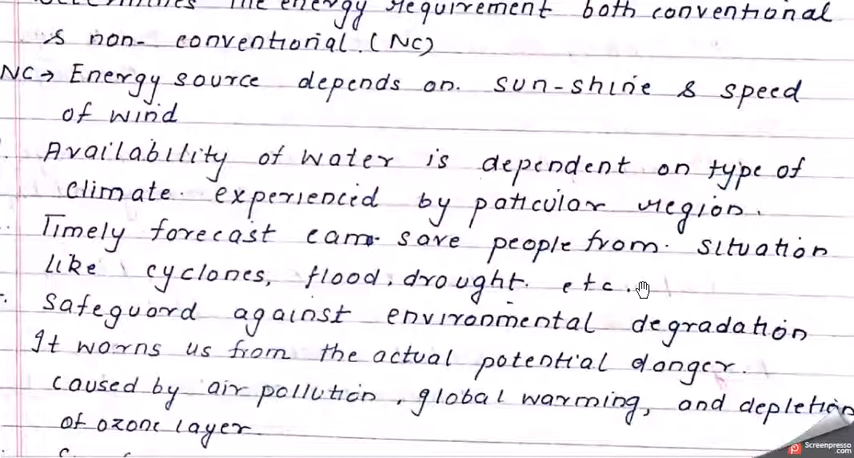 the energy requirement both conventional
is non- conventional. (NC)
NC → Energy source depends on. sun-shine & speed
of wind
Availability of water is dependent on type of
climate. experienced by paticular region.
Timely forecast can save people from. situation
like cyclones, flood, drought. etc.
Safeguard against environmental degradation
It warns us from the actual potential danger.
caused by air pollution, global warming, and depletion
of ozone layer
Screenpresso